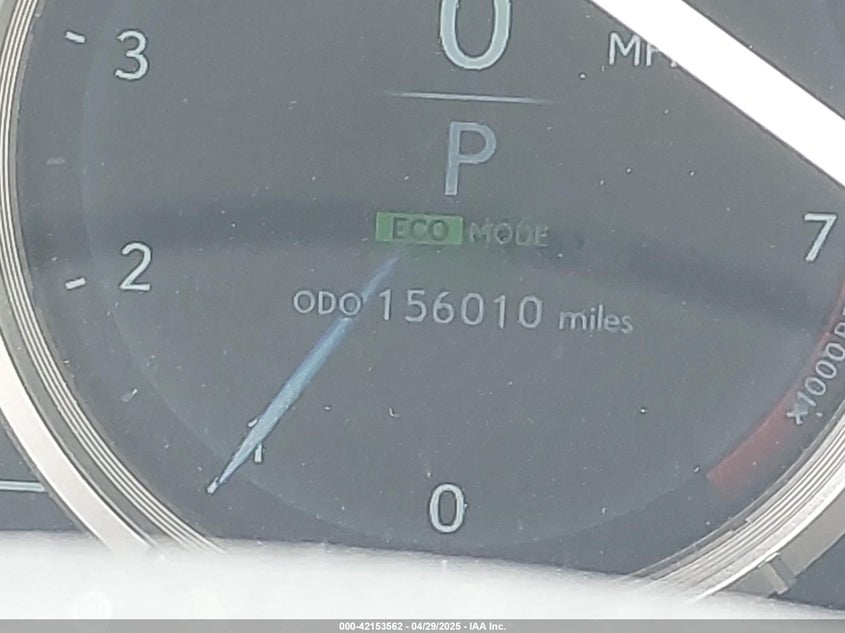 3
0
P
ECO MODE
7
2
ODO 156010 miles
x1000
1
0
000-42153562 - 04/29/2025 - IAA Inc.